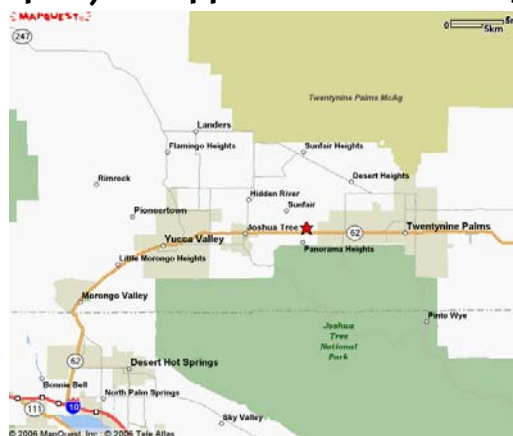 MAPQUEST
0 5m
5km
247
Twentynine Palms McAg
Landers
Flamingo Heights
Sunfair Heights
Rimrock
Desert Heights
Hidden River
Sunfair
Pioneertown
Joshua Tree
62
Twentynine Palms
Yucca Valley
Panorama Heights
Little Morongo Heights
Morongo Valley
Pinto Wye
Joshua
Tree
National
Park
62
Desert Hot Springs
Bonnie Bell
North Palm Springs
10
111
Sky Valley
© 2006 MapQuest, Inc.; © 2006 Tele Atlas